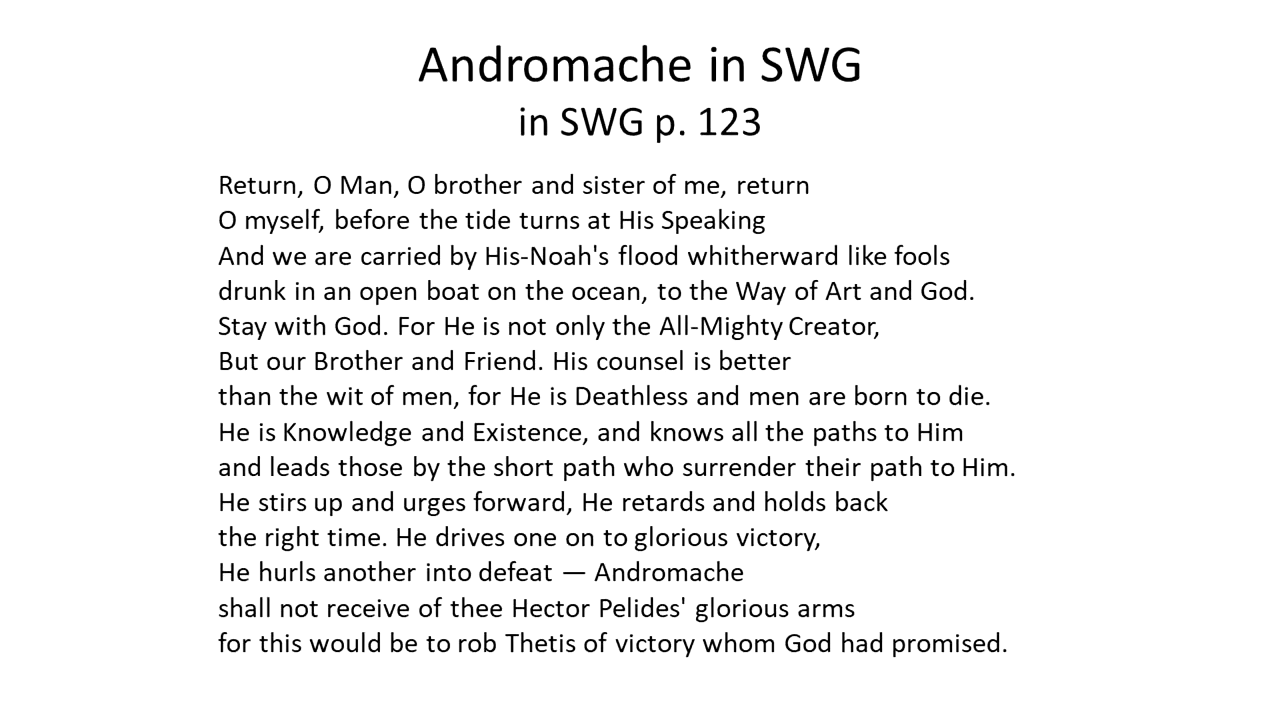 Andromache in SWG
in SWG p. 123
Return, O Man, O brother and sister of me, return
O myself, before the tide turns at His Speaking
And we are carried by His-Noah's flood whitherward like fools
drunk in an open boat on the ocean, to the Way of Art and God.
Stay with God. For He is not only the All-Mighty Creator,
But our Brother and Friend. His counsel is better
than the wit of men, for He is Deathless and men are born to die.
He is Knowledge and Existence, and knows all the paths to Him
and leads those by the short path who surrender their path to Him.
He stirs up and urges forward, He retards and holds back
the right time. He drives one on to glorious victory,
He hurls another into defeat — Andromache
shall not receive of thee Hector Pelides' glorious arms
for this would be to rob Thetis of victory whom God had promised.